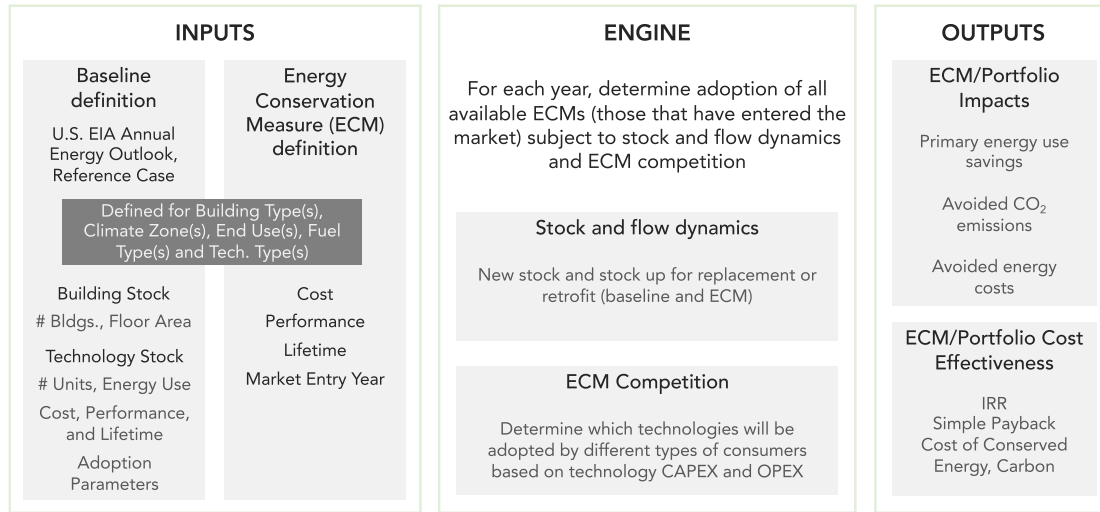 INPUTS
Baseline
definition
U.S. EIA Annual
Energy Outlook,
Reference Case
Energy
Conservation
Measure (ECM)
definition
Defined for Building Type(s),
Climate Zone(s), End Use(s), Fuel
Type(s) and Tech. Type(s)
Building Stock
# Bldgs., Floor Area
Technology Stock
# Units, Energy Use
Cost, Performance,
and Lifetime
Adoption
Parameters
Cost
Performance
Lifetime
Market Entry Year
ENGINE
For each year, determine adoption of all
available ECMs (those that have entered the
market) subject to stock and flow dynamics
and ECM competition
Stock and flow dynamics
New stock and stock up for replacement or
retrofit (baseline and ECM)
ECM Competition
Determine which technologies will be
adopted by different types of consumers
based on technology CAPEX and OPEX
OUTPUTS
ECM/Portfolio
Impacts
Primary energy use
savings
Avoided CO₂
emissions
Avoided energy
costs
ECM/Portfolio Cost
Effectiveness
IRR
Simple Payback
Cost of Conserved
Energy, Carbon